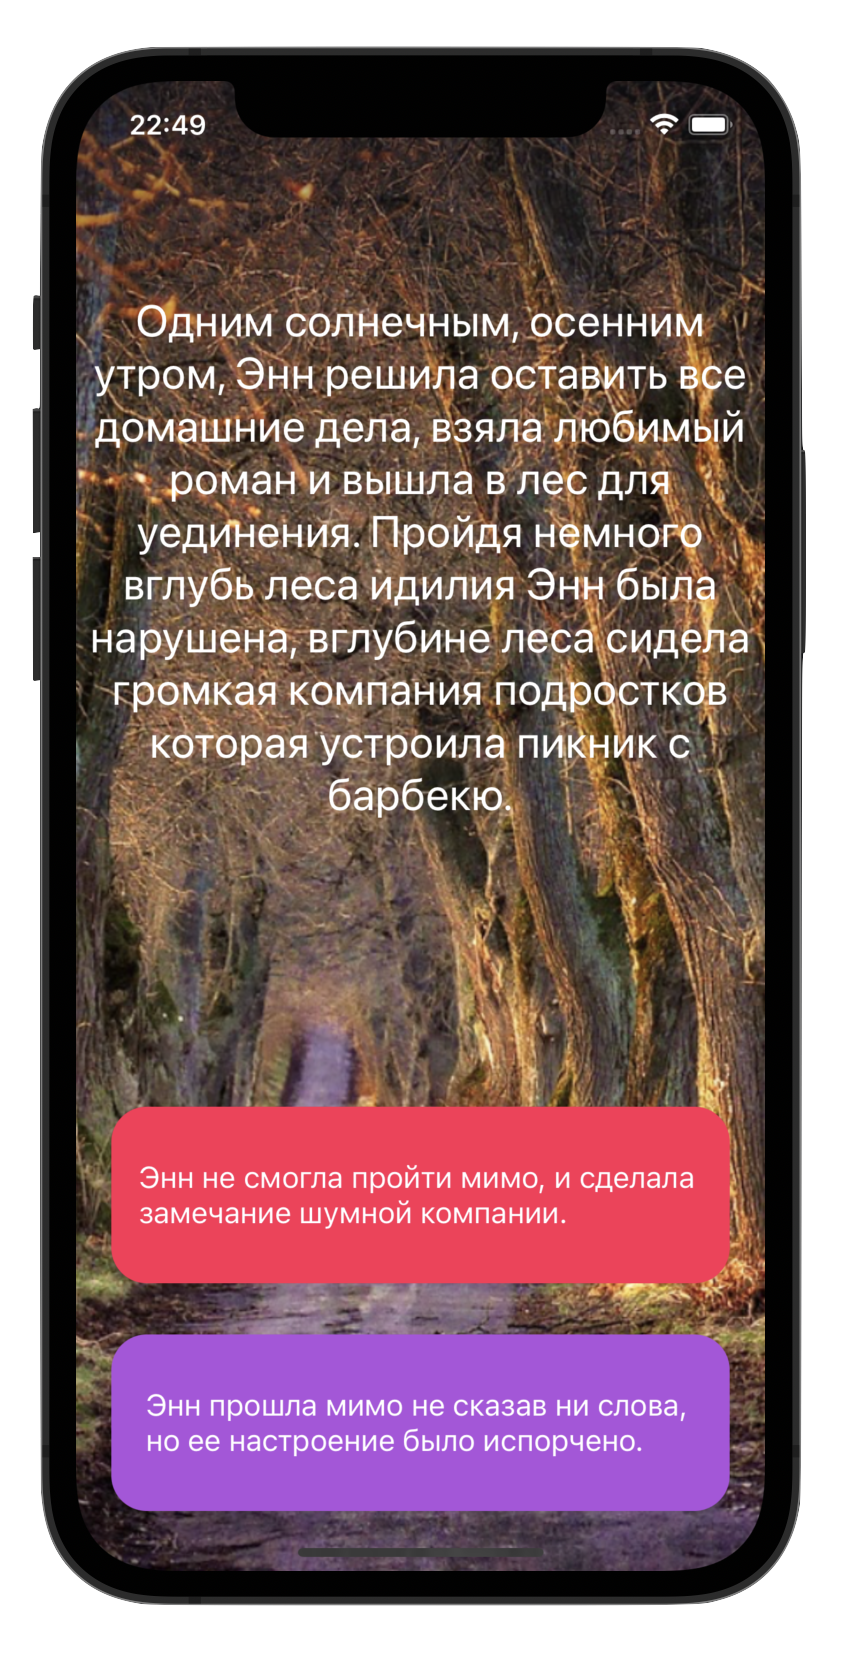 22:49
Одним солнечным, осенним
утром, Энн решила оставить все
домашние дела, взяла любимый
роман и вышла в лес для
уединения. Пройдя немного
вглубь леса идилия Энн была
нарушена, вглубине леса сидела
громкая компания подростков
которая устроила пикник с
барбекю.
Энн не смогла пройти мимо, и сделала
замечание шумной компании.
Энн прошла мимо не сказав ни слова,
но ее настроение было испорчено.